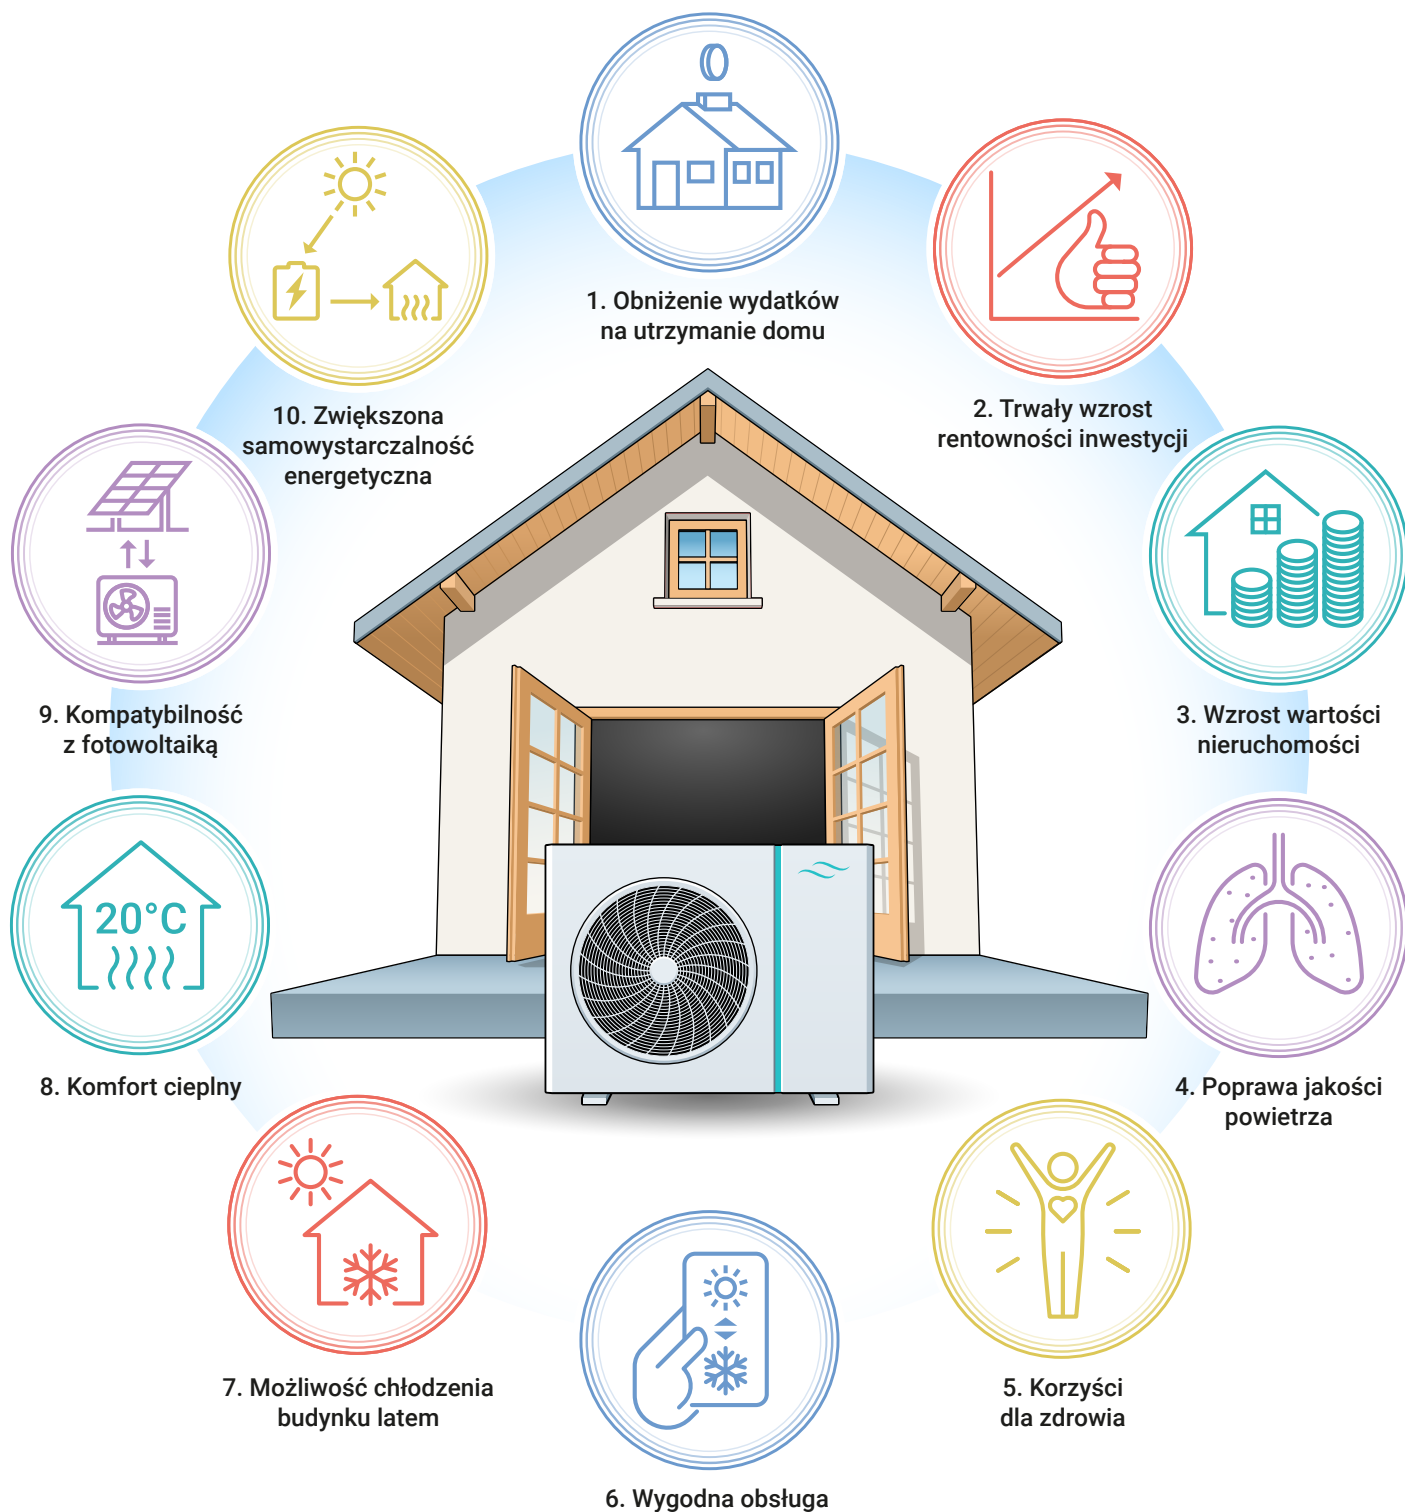 1. Obniżenie wydatków
na utrzymanie domu
2. Trwały wzrost
rentowności inwestycji
3. Wzrost wartości
nieruchomości
4. Poprawa jakości
powietrza
5. Korzyści
dla zdrowia
6. Wygodna obsługa
7. Możliwość chłodzenia
budynku latem
20°C
8. Komfort cieplny
9. Kompatybilność
z fotowoltaiką
10. Zwiększona
samowystarczalność
energetyczna